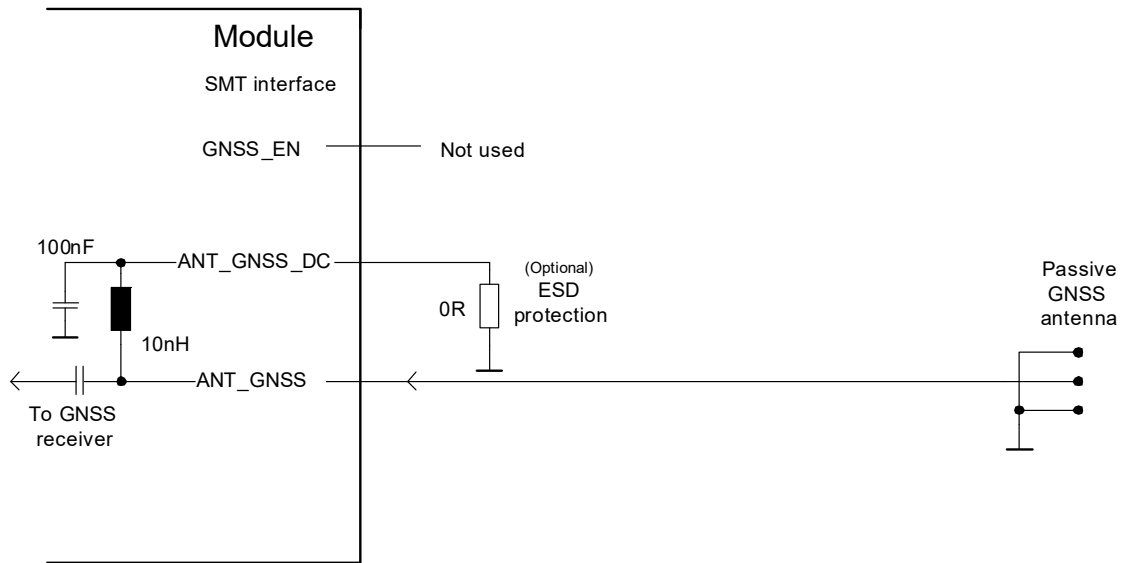 Module
SMT interface
GNSS_EN
Not used
100nF
ANT_GNSS_DC
(Optional)
ESD
protection
0R
Passive
GNSS
antenna
10nH
ANT_GNSS
To GNSS
receiver